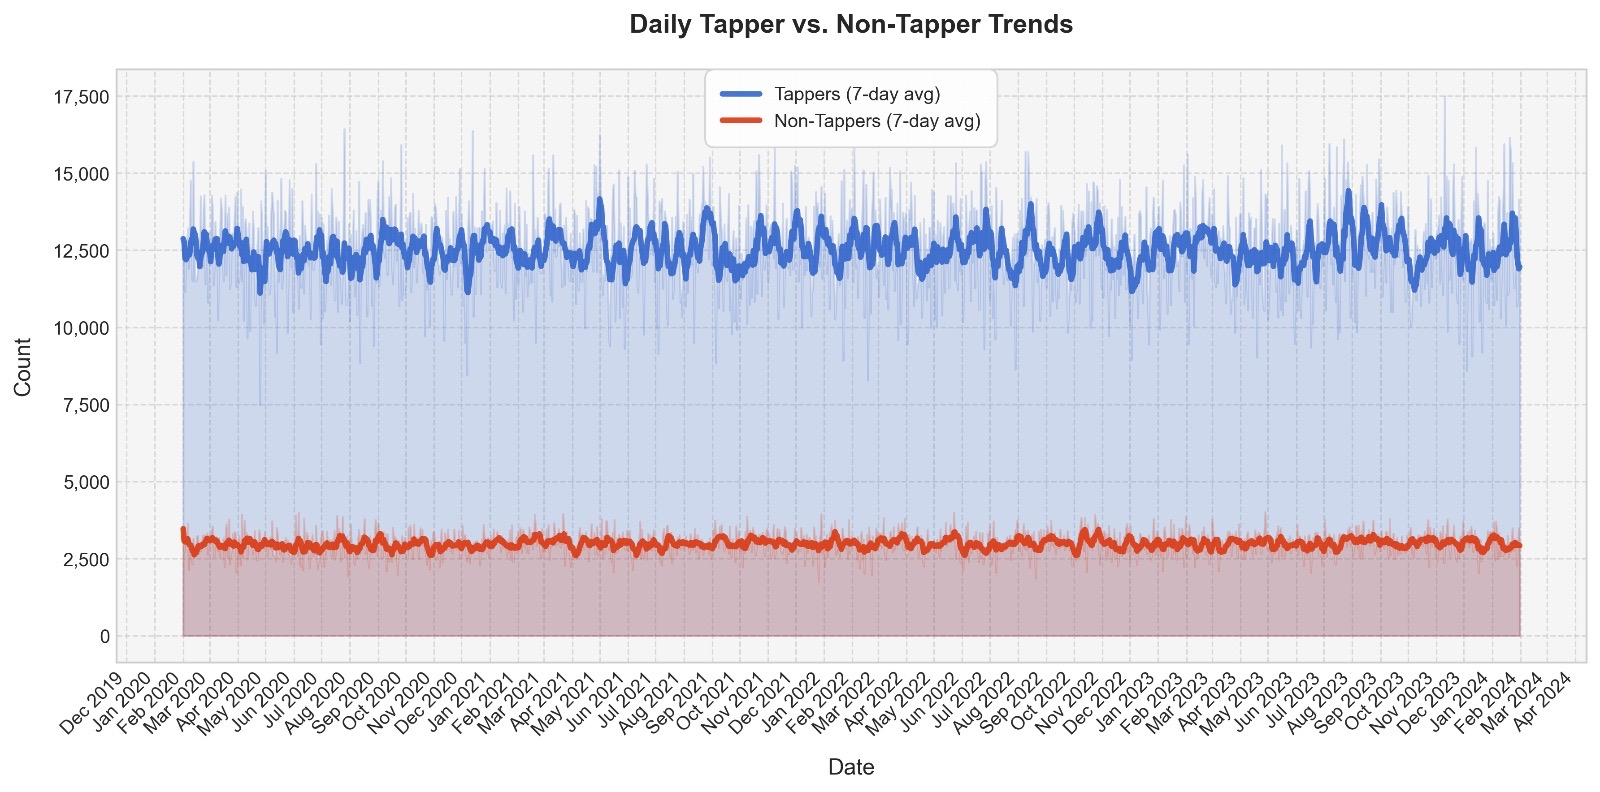 Daily Tapper vs. Non-Tapper Trends
Tappers (7-day avg)
Non-Tappers (7-day avg)
17,500
15,000
12,500
10,000
7,500
5,000
2,500
0
Count
Dec 2019
Jan 2020
Feb 2020
Mar 2020
Apr 2020
May 2020
Jun 2020
Jul 2020
Aug 2020
Sep 2020
Oct 2020
Nov 2020
Dec 2020
Jan 2021
Feb 2021
Mar 2021
Apr 2021
May 2021
Jun 2021
Jul 2021
Aug 2021
Sep 2021
Oct 2021
Nov 2021
Dec 2021
Jan 2022
Feb 2022
Mar 2022
Apr 2022
May 2022
Jun 2022
Jul 2022
Aug 2022
Sep 2022
Oct 2022
Nov 2022
Dec 2022
Jan 2023
Feb 2023
Mar 2023
Apr 2023
May 2023
Jun 2023
Jul 2023
Aug 2023
Sep 2023
Oct 2023
Nov 2023
Dec 2023
Jan 2024
Feb 2024
Mar 2024
Apr 2024
Date